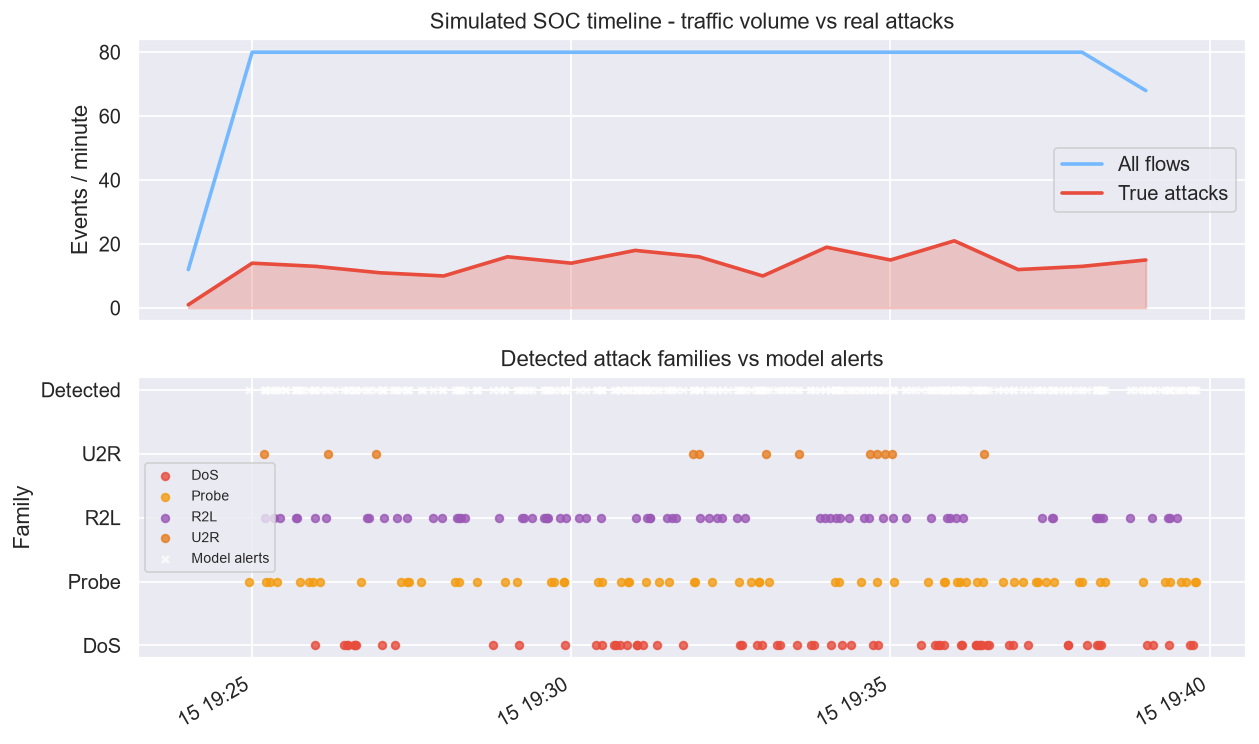 Simulated SOC timeline - traffic volume vs real attacks
Events / minute
80
60
40
20
0
All flows
True attacks
Detected attack families vs model alerts
Family
Detected
U2R
R2L
Probe
DoS
DoS
Probe
R2L
U2R
Model alerts
15 19:25
15 19:30
15 19:35
15 19:40